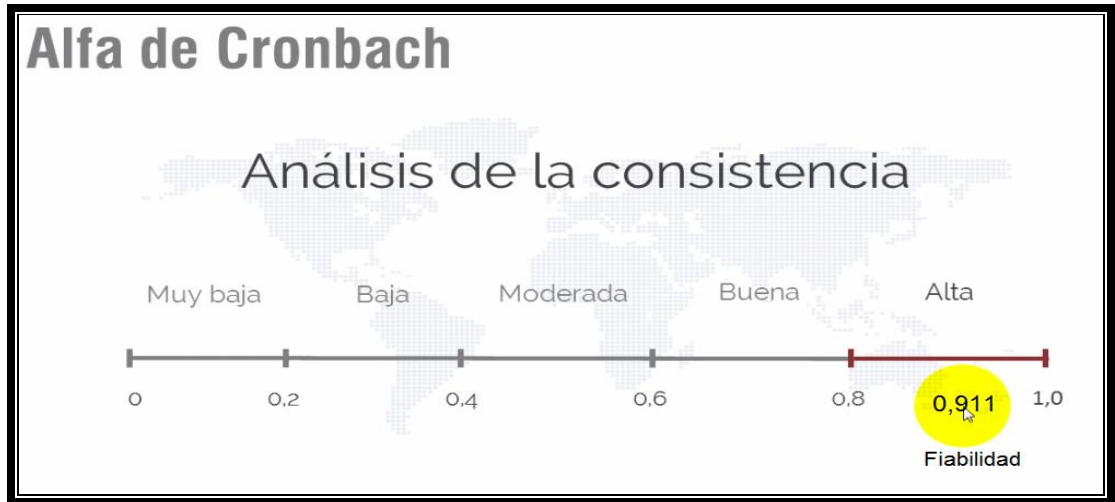 Alfa de Cronbach
Análisis de la consistencia
Muy baja Baja Moderada Buena Alta
0 0,2 0,4 0,6 0,8 0,911 1,0
Fiabilidad